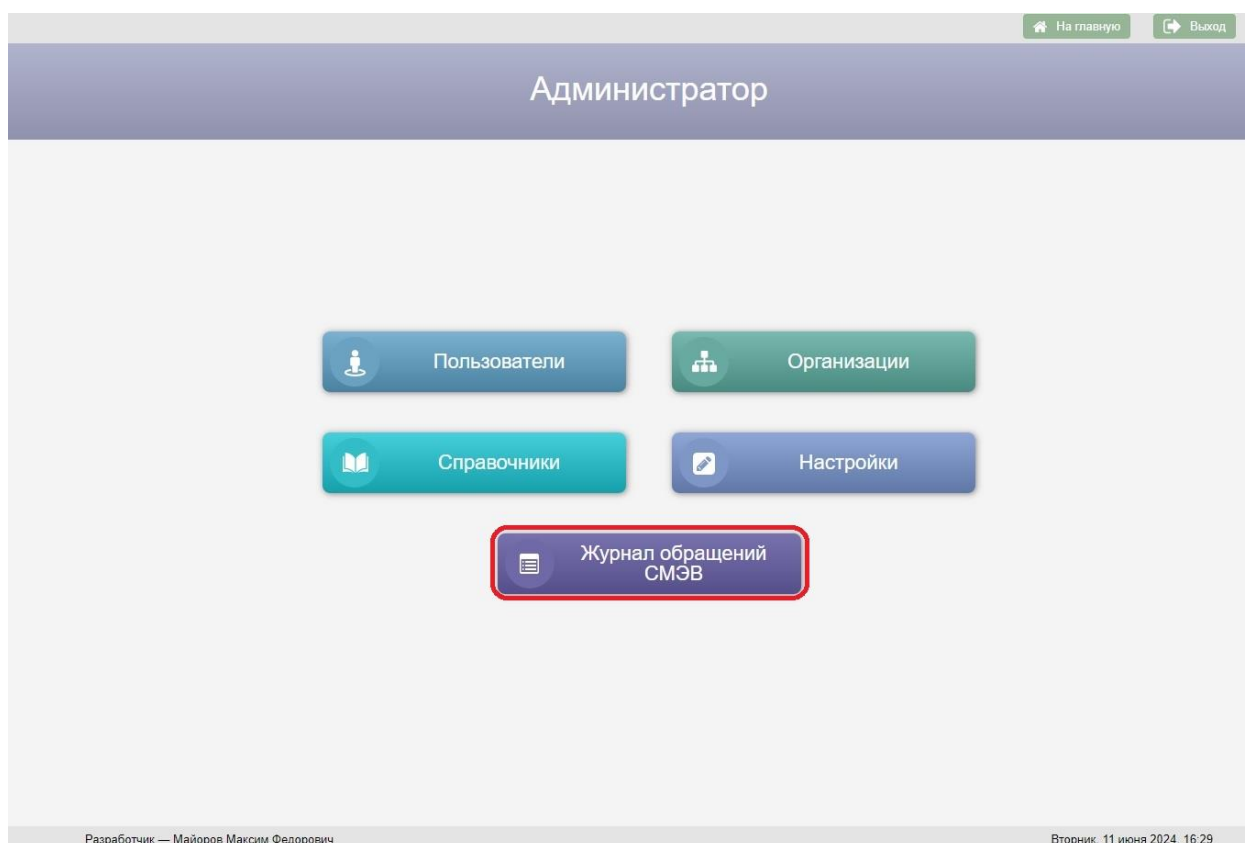 На главную
Выход
Администратор
Пользователи
Организации
Справочники
Настройки
Журнал обращений
СМЭВ
Разработчик — Майоров Максим Федорович
Вторник, 11 июня 2024, 16:29